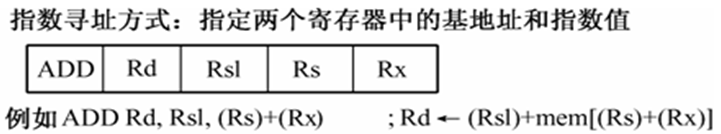 指数寻址方式：指定两个寄存器中的基地址和指数值
ADD Rd Rsl Rs Rx
例如 ADD Rd, Rsl, (Rs)+(Rx) ; Rd ← (Rsl)+mem[(Rs)+(Rx)]